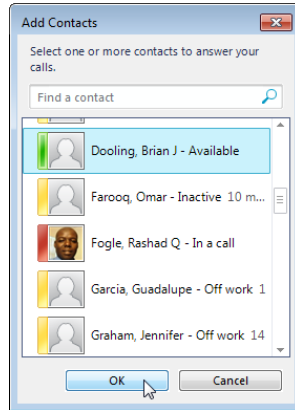 Add Contacts
Select one or more contacts to answer your
calls.
Find a contact
Dooling, Brian J - Available
Farooq, Omar - Inactive 10 m...
Fogle, Rashad Q - In a call
Garcia, Guadalupe - Off work 1
Graham, Jennifer - Off work 14
OK Cancel